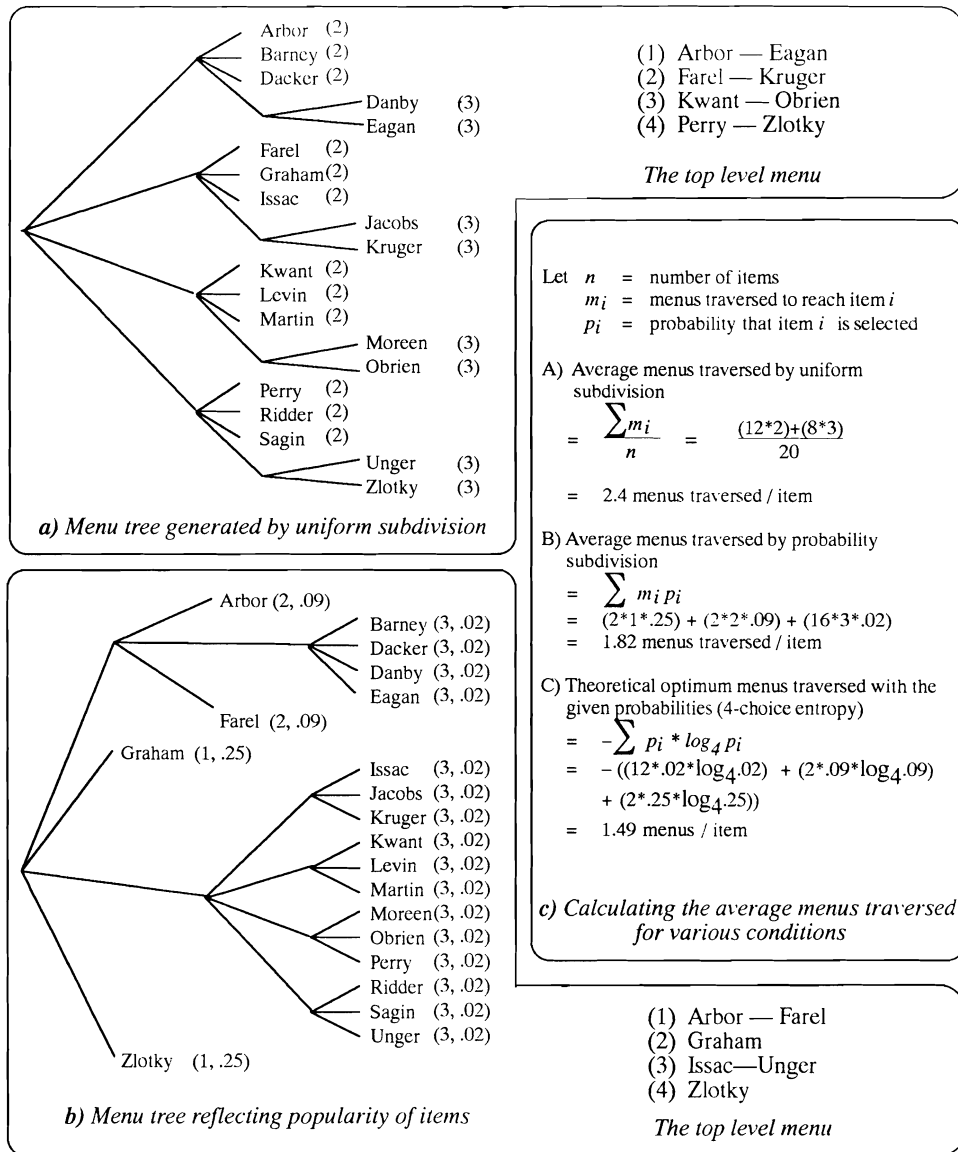 Arbor (2)
Barney (2)
Dacker (2)
Danby (3)
Eagan (3)
Farel (2)
Graham (2)
Issac (2)
Jacobs (3)
Kruger (3)
Kwant (2)
Levin (2)
Martin (2)
Moreen (3)
Obrien (3)
Perry (2)
Ridder (2)
Sagin (2)
Unger (3)
Zlotky (3)
a) Menu tree generated by uniform subdivision
(1) Arbor — Eagan
(2) Farel — Kruger
(3) Kwant — Obrien
(4) Perry — Zlotky
The top level menu
Let n = number of items
m_i = menus traversed to reach item i
p_i = probability that item i is selected
A) Average menus traversed by uniform
subdivision
= ∑m_i / n = (12*2)+(8*3) / 20
= 2.4 menus traversed / item
B) Average menus traversed by probability
subdivision
= ∑ m_i p_i
= (2*1*.25) + (2*2*.09) + (16*3*.02)
= 1.82 menus traversed / item
C) Theoretical optimum menus traversed with the
given probabilities (4-choice entropy)
= -∑ p_i * log_4 p_i
= - ((12*.02*log_4.02) + (2*.09*log_4.09)
+ (2*.25*log_4.25))
= 1.49 menus / item
c) Calculating the average menus traversed
for various conditions
Arbor (2, .09)
Barney (3, .02)
Dacker (3, .02)
Danby (3, .02)
Eagan (3, .02)
Farel (2, .09)
Graham (1, .25)
Issac (3, .02)
Jacobs (3, .02)
Kruger (3, .02)
Kwant (3, .02)
Levin (3, .02)
Martin (3, .02)
Moreen (3, .02)
Obrien (3, .02)
Perry (3, .02)
Ridder (3, .02)
Sagin (3, .02)
Unger (3, .02)
Zlotky (1, .25)
b) Menu tree reflecting popularity of items
(1) Arbor — Farel
(2) Graham
(3) Issac—Unger
(4) Zlotky
The top level menu